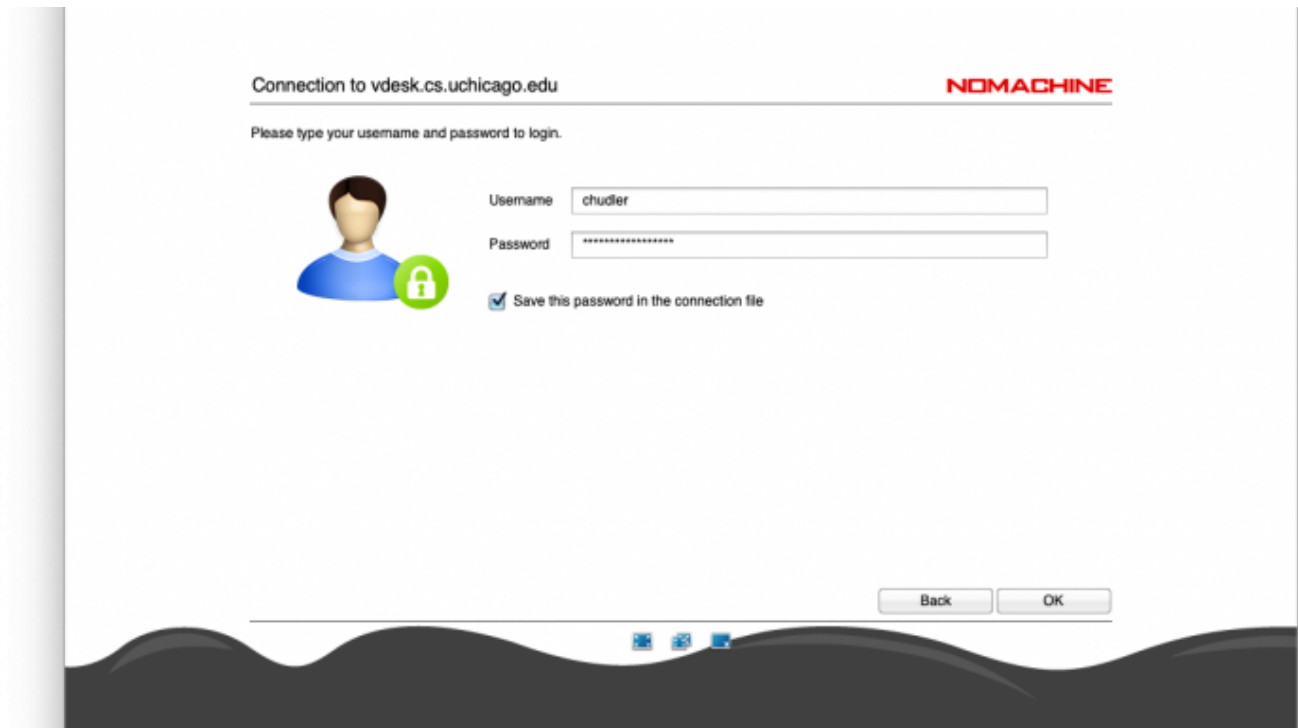 Connection to vdesk.cs.uchicago.edu
NOMACHINE
Please type your username and password to login.
Username chudler
Password *****************
Save this password in the connection file
Back OK